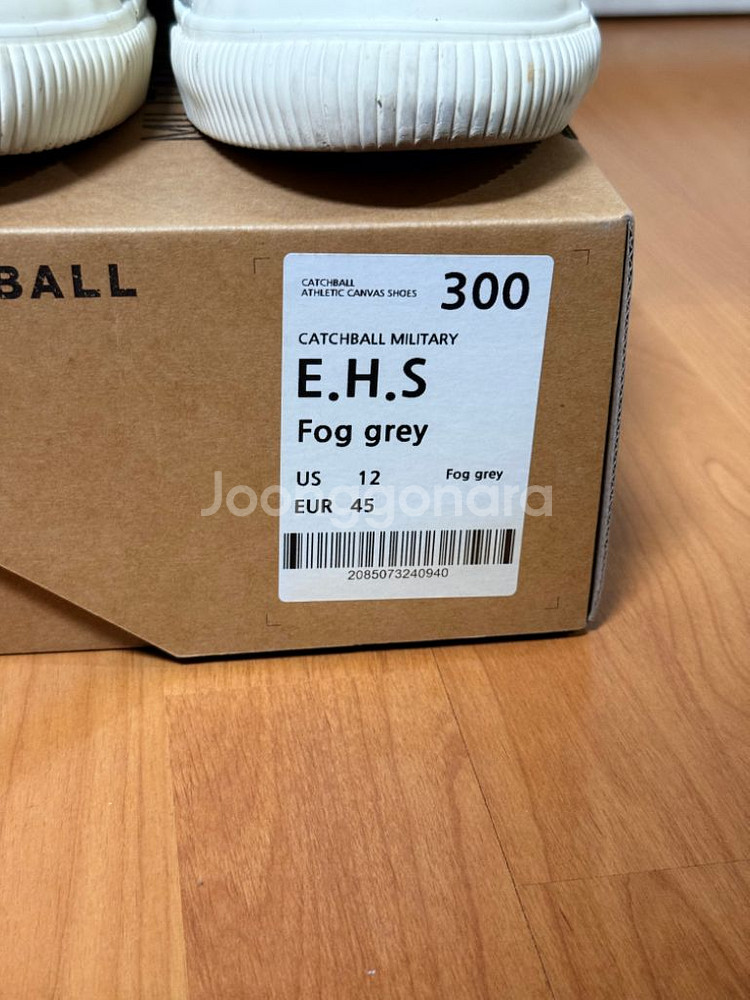 BALL
CATCHBALL
ATHLETIC CANVAS SHOES
300
CATCHBALL MILITARY
E.H.S
Fog grey
US 12 Fog grey
EUR 45
2085073240940
Joonggonara